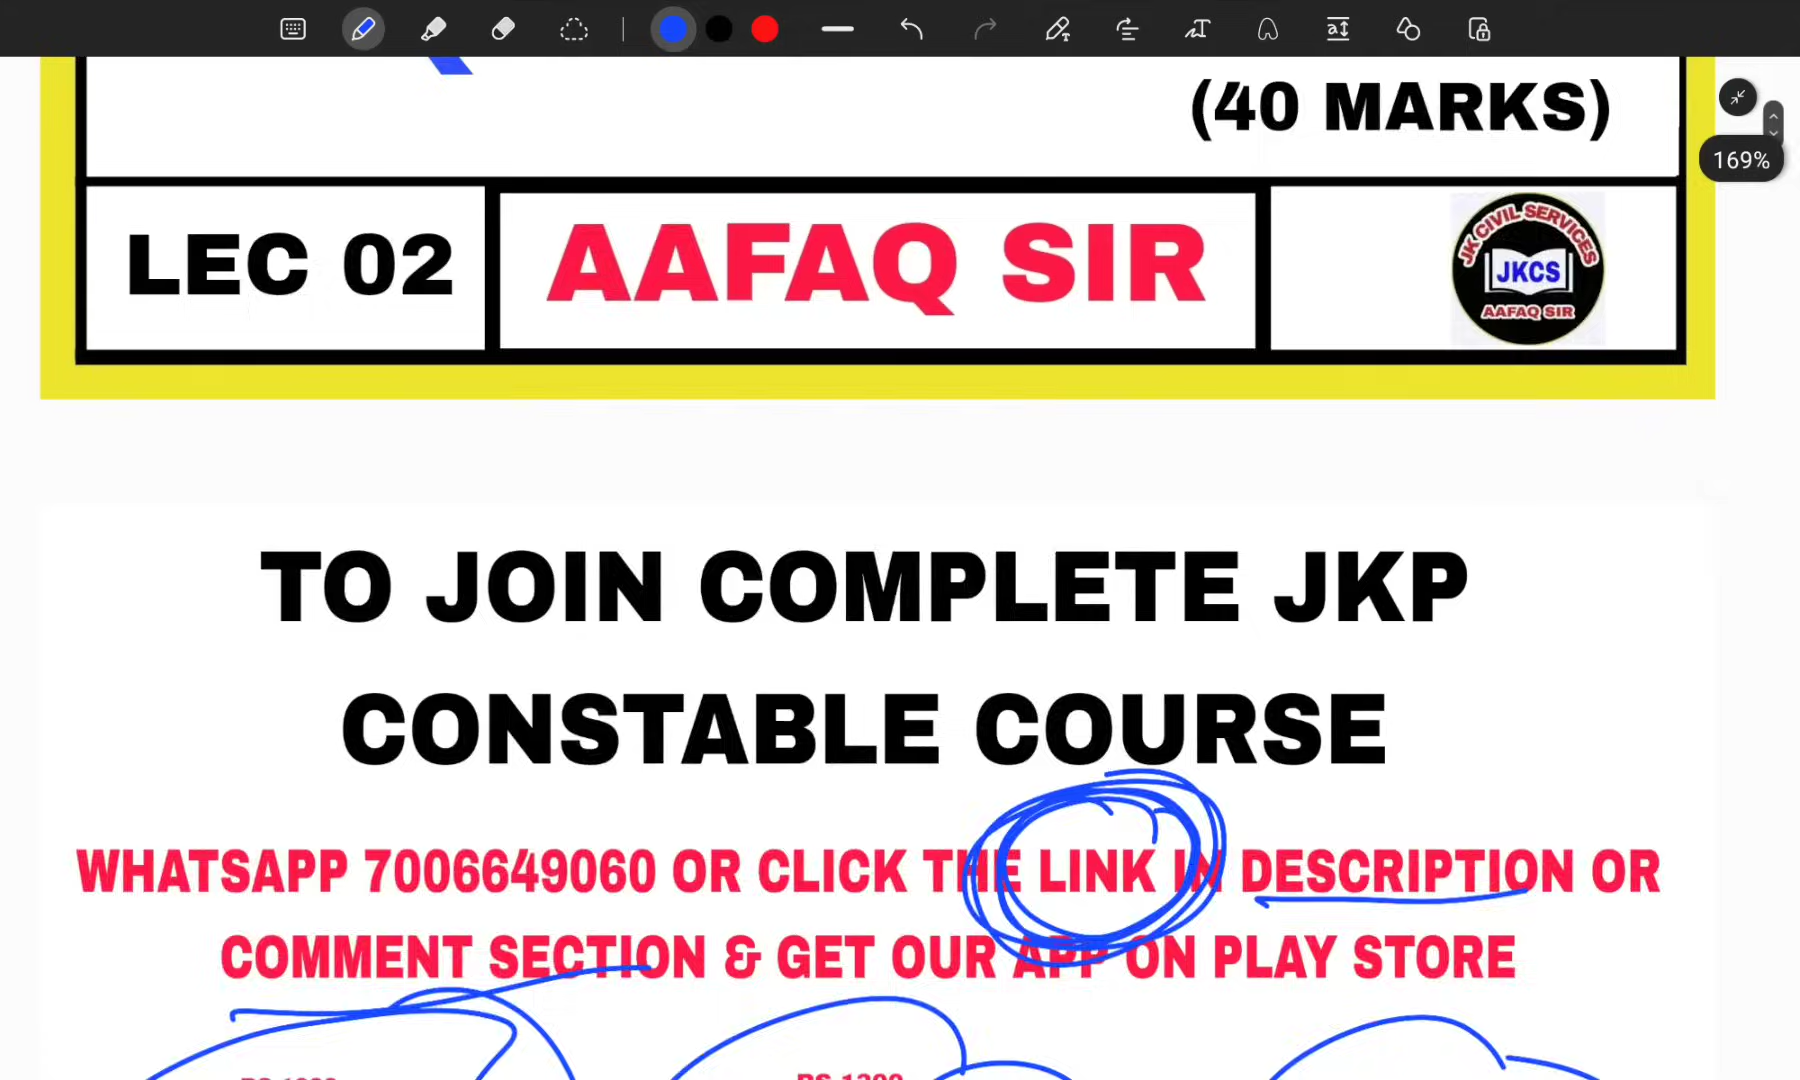 169%
(40 MARKS)
LEC 02
AAFAQ SIR
JK CIVIL SERVICES
JKCS
AAFAQ SIR
TO JOIN COMPLETE JKP
CONSTABLE COURSE
WHATSAPP 7006649060 OR CLICK THE LINK IN DESCRIPTION OR
COMMENT SECTION & GET OUR APP ON PLAY STORE